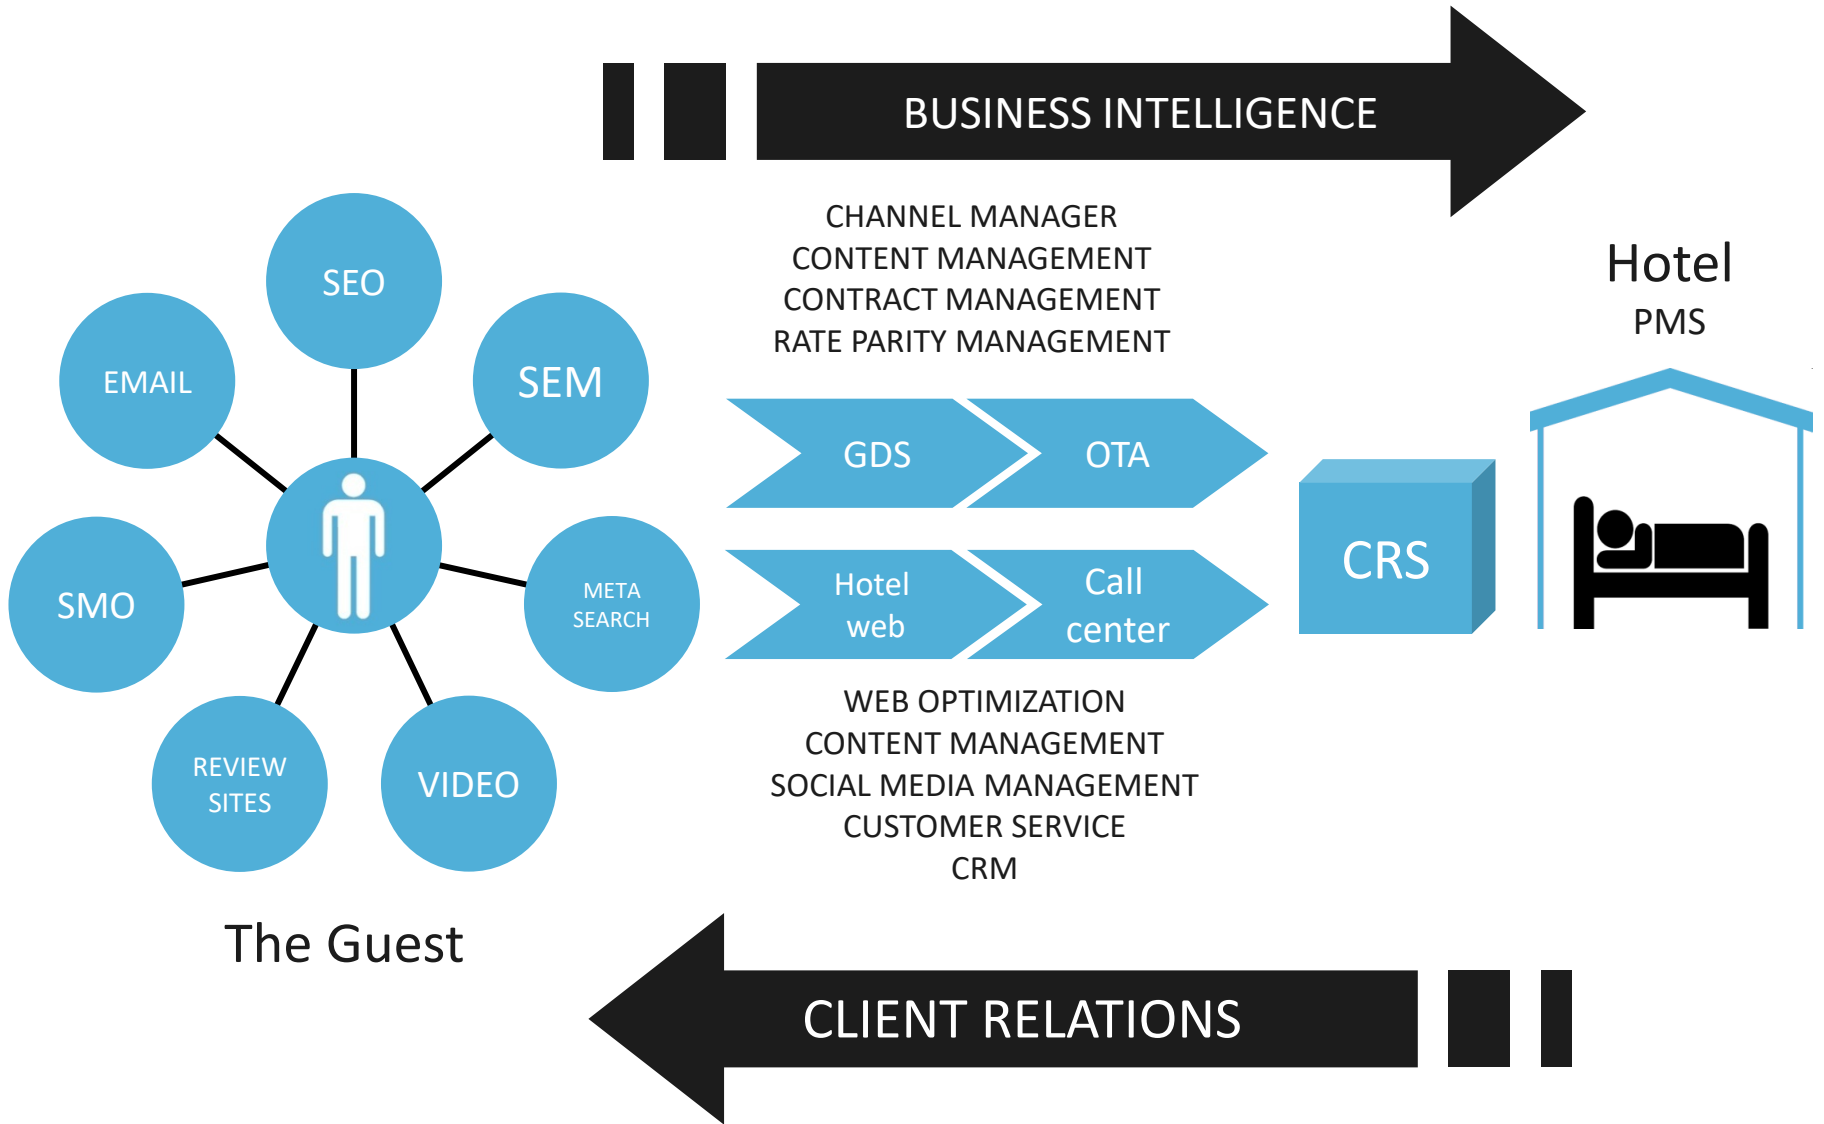 BUSINESS INTELLIGENCE
CHANNEL MANAGER
CONTENT MANAGEMENT
CONTRACT MANAGEMENT
RATE PARITY MANAGEMENT
Hotel
PMS
SEO
EMAIL
SEM
SMO
META
SEARCH
REVIEW
SITES
VIDEO
The Guest
GDS
OTA
Hotel
web
Call
center
CRS
WEB OPTIMIZATION
CONTENT MANAGEMENT
SOCIAL MEDIA MANAGEMENT
CUSTOMER SERVICE
CRM
CLIENT RELATIONS